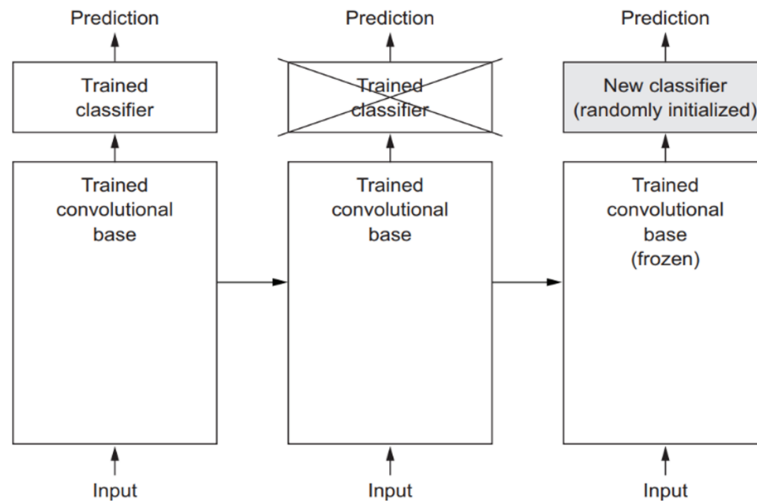 Prediction
Trained
classifier
Trained
convolutional
base
Input
Prediction
Trained
classifier
Trained
convolutional
base
Input
Prediction
New classifier
(randomly initialized)
Trained
convolutional
base
(frozen)
Input